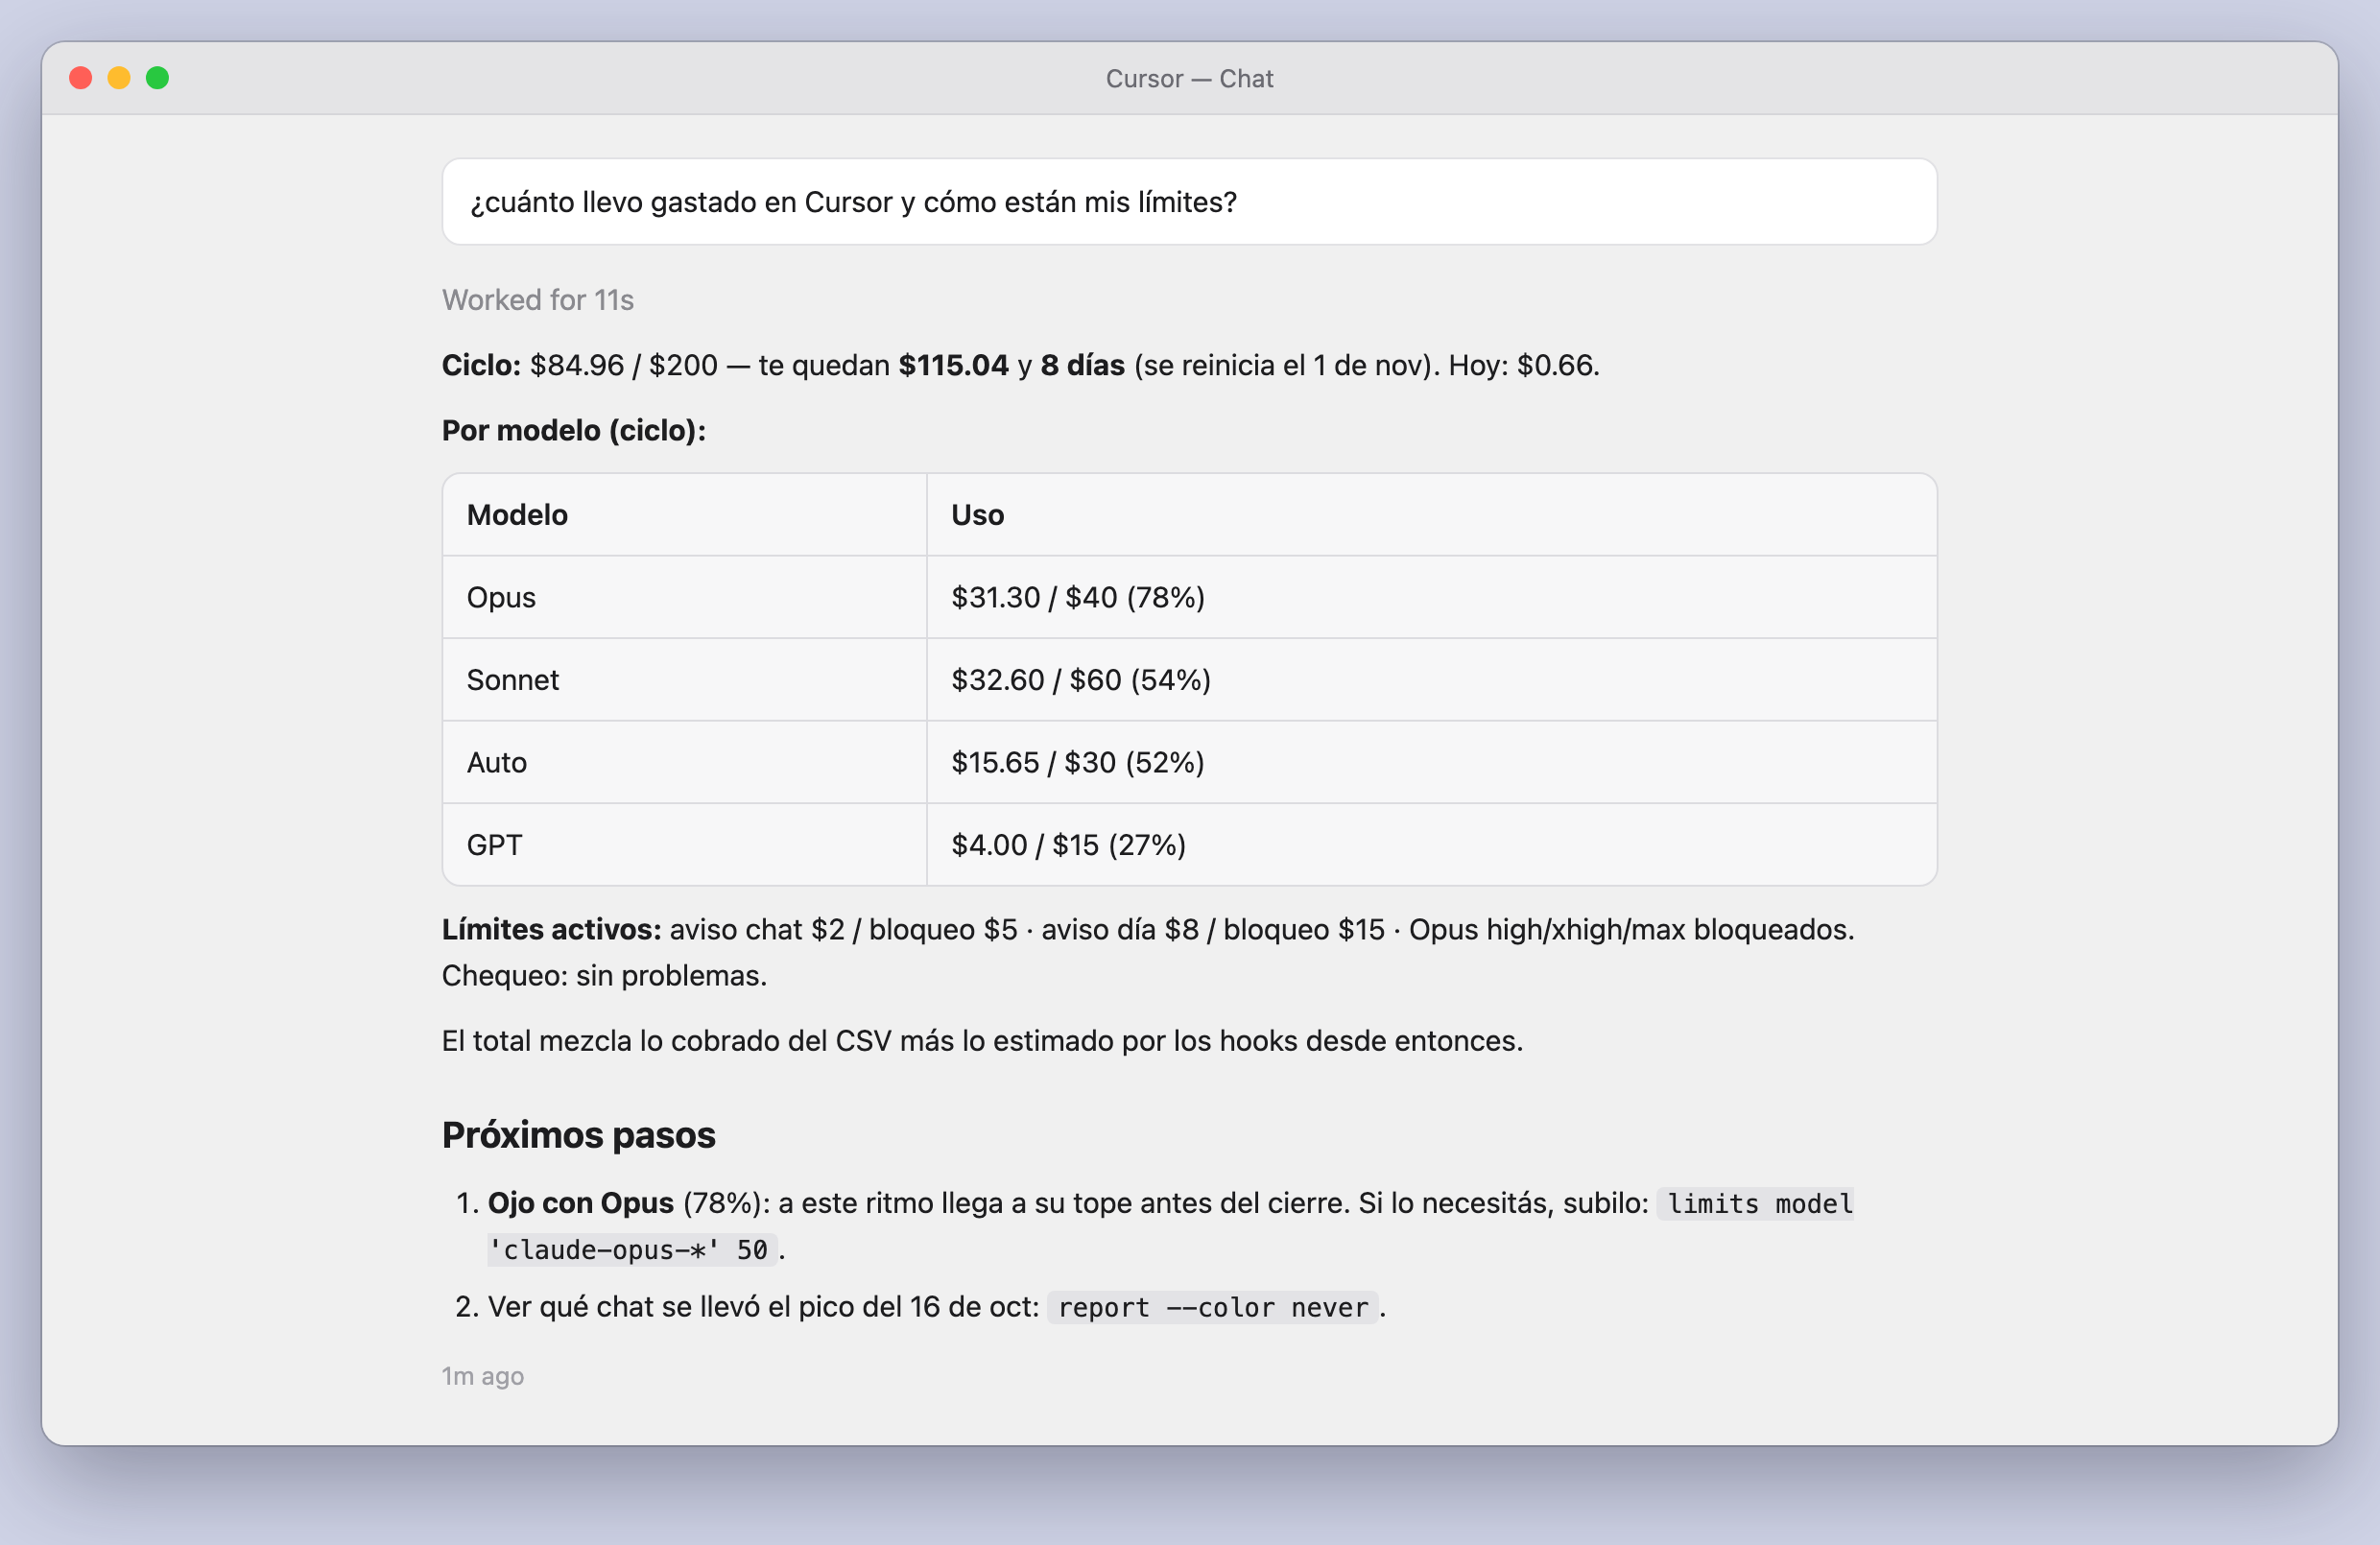 Cursor — Chat
¿cuánto llevo gastado en Cursor y cómo están mis límites?
Worked for 11s
Ciclo: $84.96 / $200 — te quedan $115.04 y 8 días (se reinicia el 1 de nov). Hoy: $0.66.
Por modelo (ciclo):
Modelo Uso
Opus $31.30 / $40 (78%)
Sonnet $32.60 / $60 (54%)
Auto $15.65 / $30 (52%)
GPT $4.00 / $15 (27%)
Límites activos: aviso chat $2 / bloqueo $5 · aviso día $8 / bloqueo $15 · Opus high/xhigh/max bloqueados.
Chequeo: sin problemas.
El total mezcla lo cobrado del CSV más lo estimado por los hooks desde entonces.
Próximos pasos
1. Ojo con Opus (78%): a este ritmo llega a su tope antes del cierre. Si lo necesitás, subilo: limits model
'claude-opus-*' 50.
2. Ver qué chat se llevó el pico del 16 de oct: report --color never.
1m ago